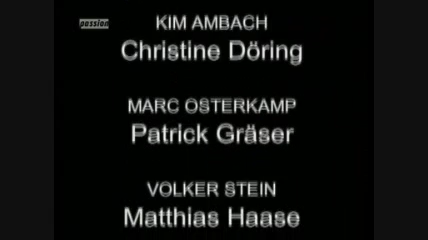 passion
KIM AMBACH
Christine Döring
MARC OSTERKAMP
Patrick Gräser
VOLKER STEIN
Matthias Haase